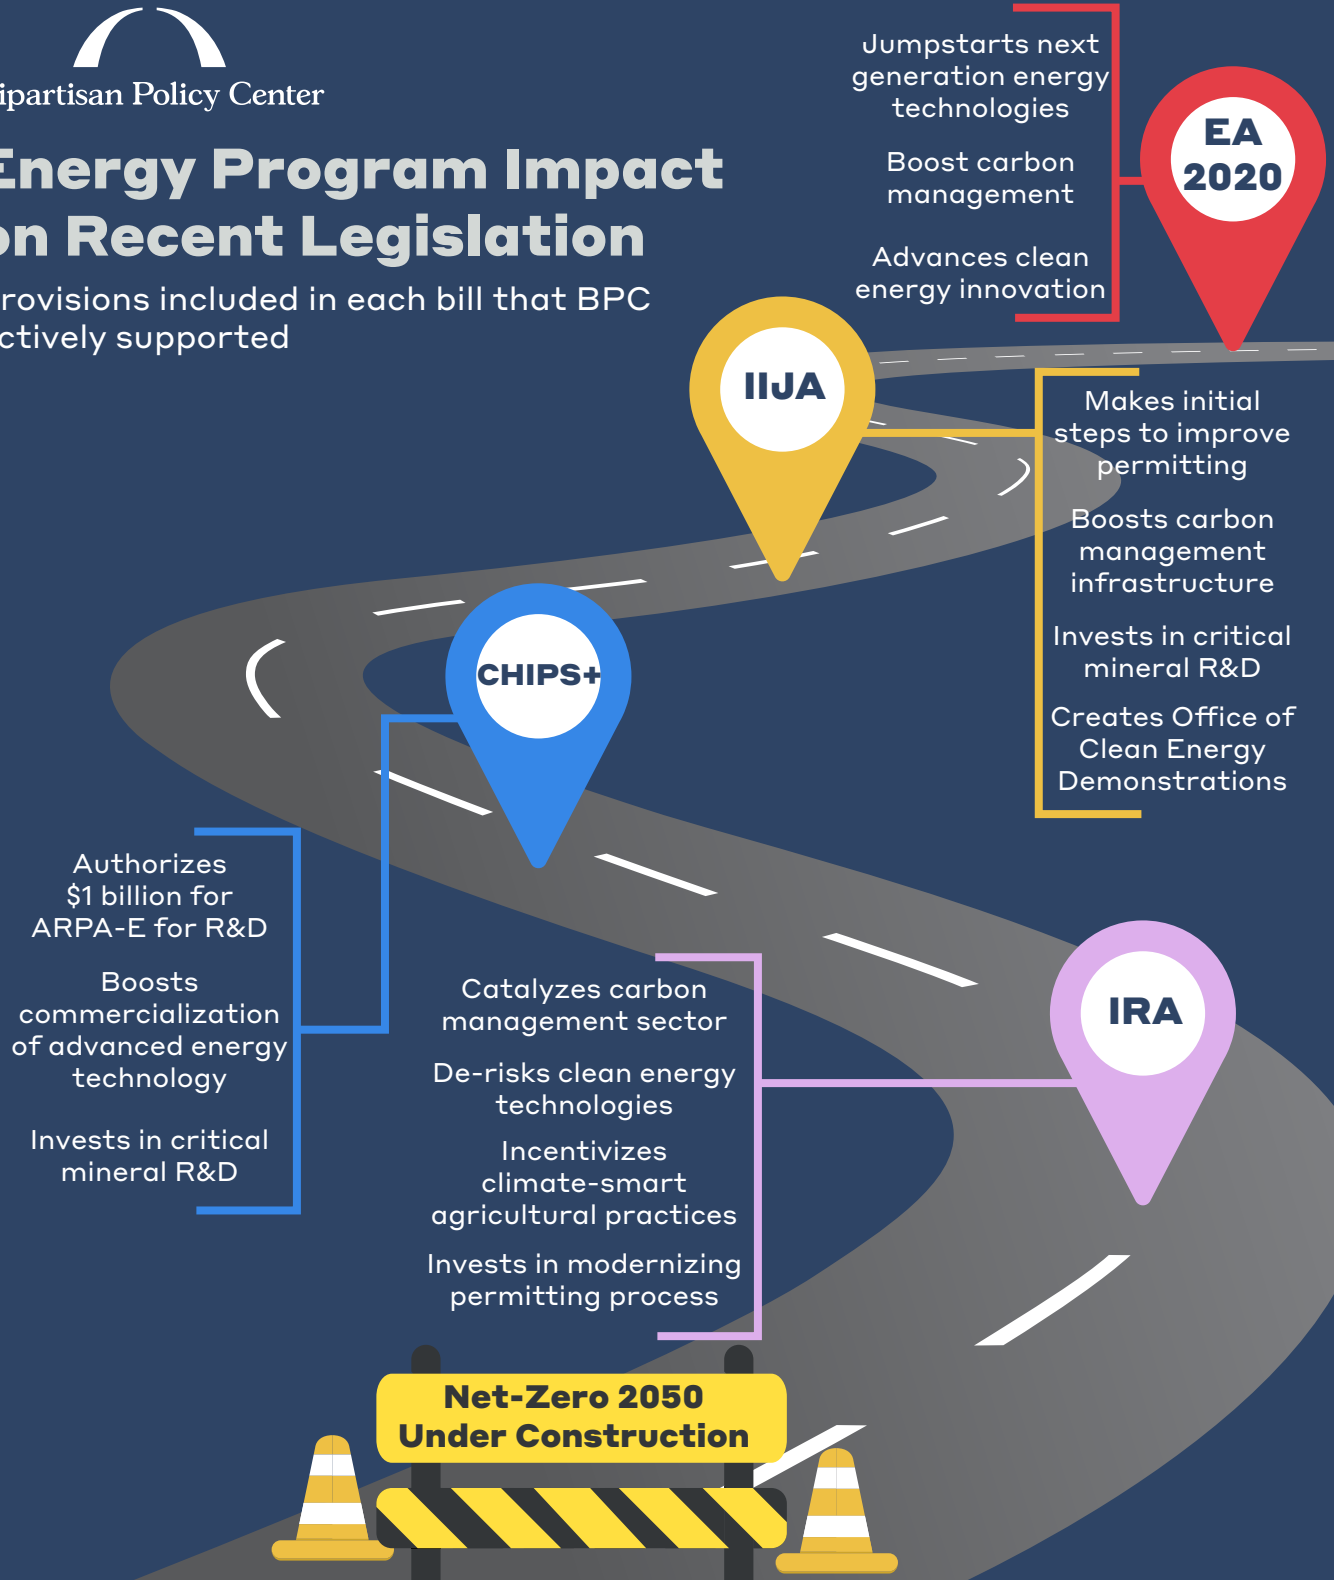 ipartisan Policy Center
Energy Program Impact
on Recent Legislation
rovisions included in each bill that BPC
ctively supported
Jumpstarts next
generation energy
technologies
Boost carbon
management
Advances clean
energy innovation
EA
2020
IIJA
Makes initial
steps to improve
permitting
Boosts carbon
management
infrastructure
Invests in critical
mineral R&D
Creates Office of
Clean Energy
Demonstrations
CHIPS+
Authorizes
$1 billion for
ARPA-E for R&D
Boosts
commercialization
of advanced energy
technology
Invests in critical
mineral R&D
IRA
Catalyzes carbon
management sector
De-risks clean energy
technologies
Incentivizes
climate-smart
agricultural practices
Invests in modernizing
permitting process
Net-Zero 2050
Under Construction